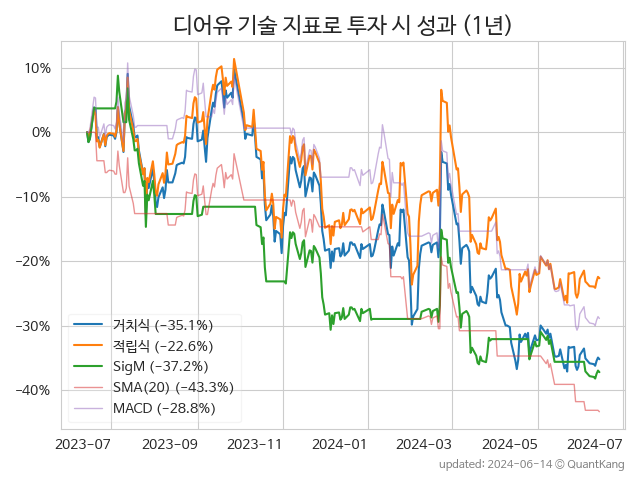 디어유 기술 지표로 투자 시 성과 (1년)
10%
0%
−10%
−20%
−30%
−40%
거치식 (−35.1%)
적립식 (−22.6%)
SigM (−37.2%)
SMA(20) (−43.3%)
MACD (−28.8%)
2023−07
2023−09
2023−11
2024−01
2024−03
2024−05
2024−07
updated: 2024−06−14 © QuantKang